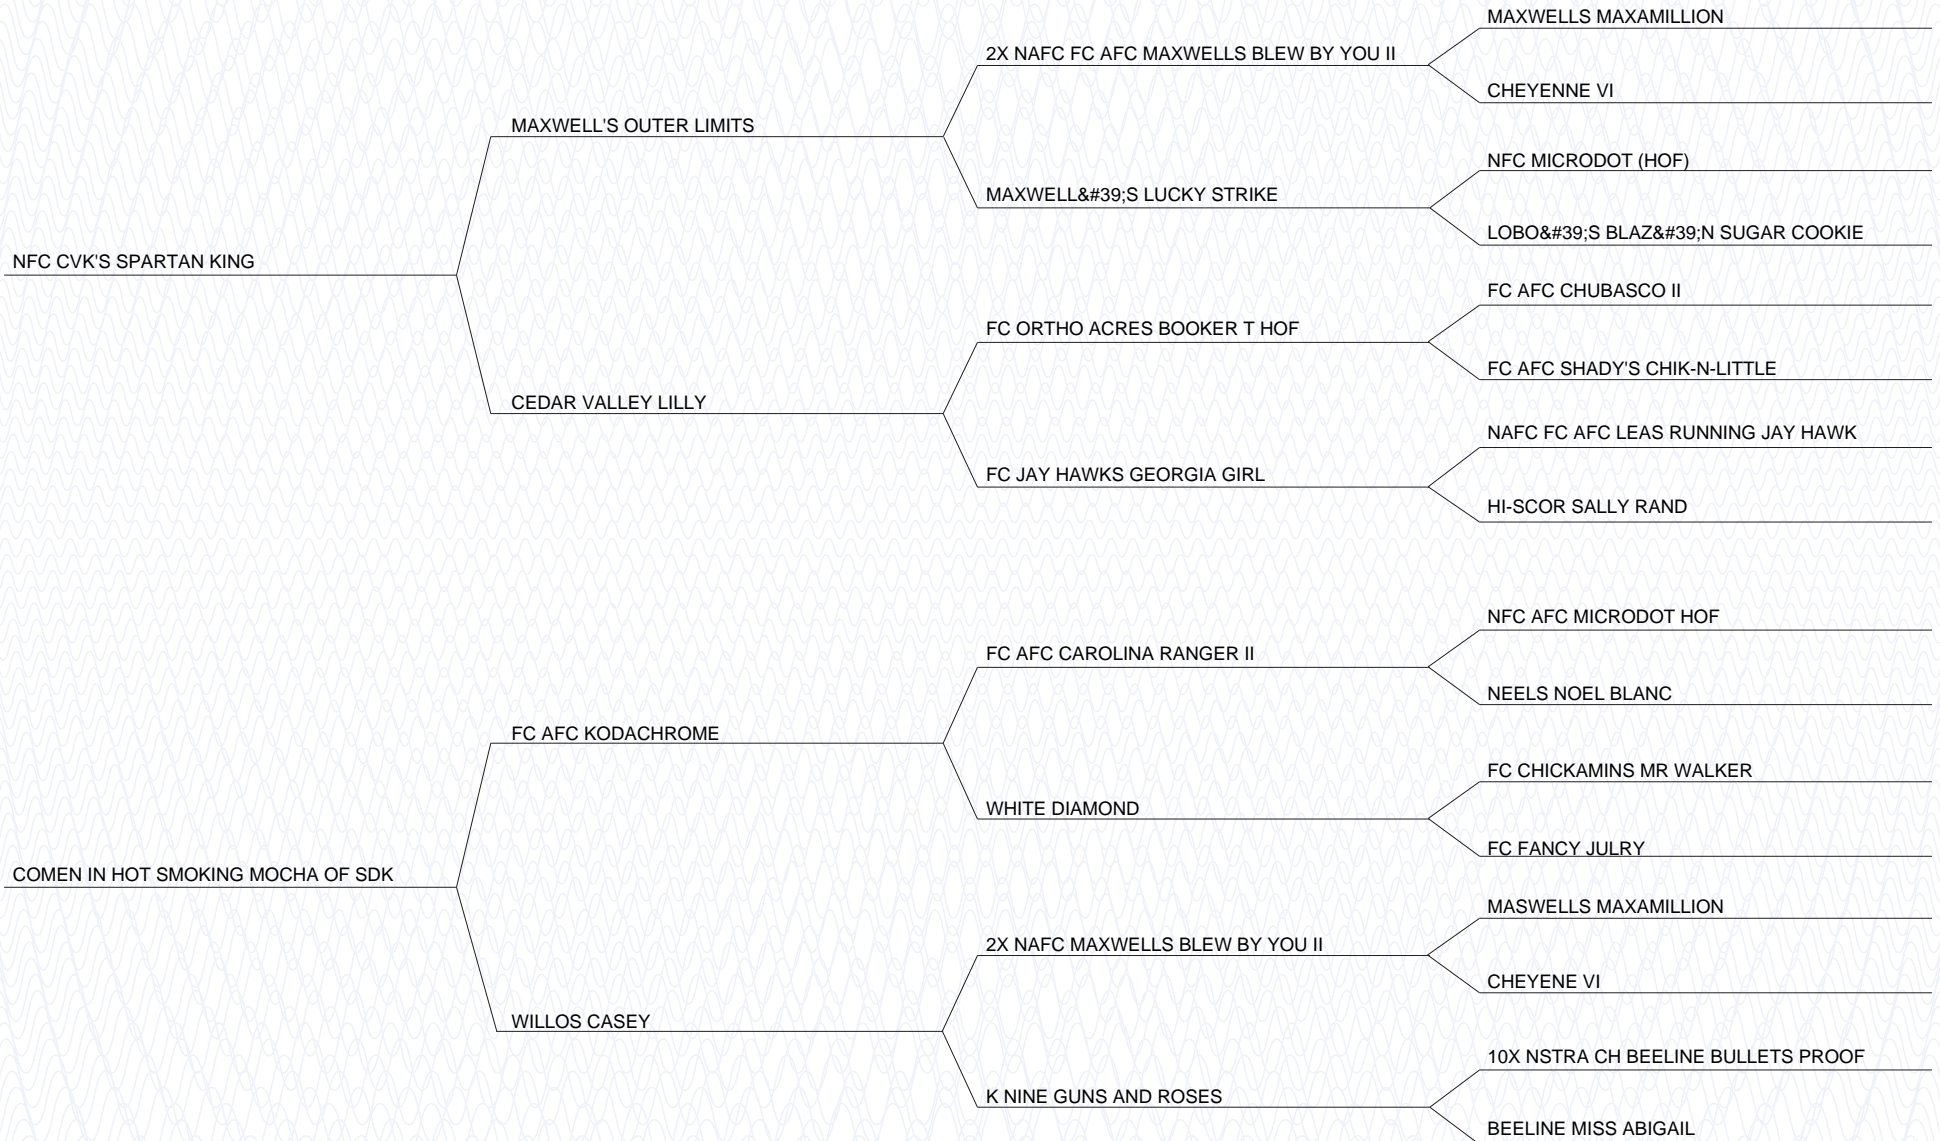 MAXWELLS MAXAMILLION
2X NAFC FC AFC MAXWELLS BLEW BY YOU II
CHEYENNE VI
MAXWELL'S OUTER LIMITS
NFC MICRODOT (HOF)
MAXWELL&#39;S LUCKY STRIKE
LOBO&#39;S BLAZ&#39;N SUGAR COOKIE
NFC CVK'S SPARTAN KING
FC AFC CHUBASCO II
FC ORTHO ACRES BOOKER T HOF
FC AFC SHADY'S CHIK-N-LITTLE
CEDAR VALLEY LILLY
NAFC FC AFC LEAS RUNNING JAY HAWK
FC JAY HAWKS GEORGIA GIRL
HI-SCOR SALLY RAND
NFC AFC MICRODOT HOF
FC AFC CAROLINA RANGER II
NEELS NOEL BLANC
FC AFC KODACHROME
FC CHICKAMINS MR WALKER
WHITE DIAMOND
FC FANCY JULRY
COMEN IN HOT SMOKING MOCHA OF SDK
MASWELLS MAXAMILLION
2X NAFC MAXWELLS BLEW BY YOU II
CHEYENE VI
WILLOS CASEY
10X NSTRA CH BEELINE BULLETS PROOF
K NINE GUNS AND ROSES
BEELINE MISS ABIGAIL